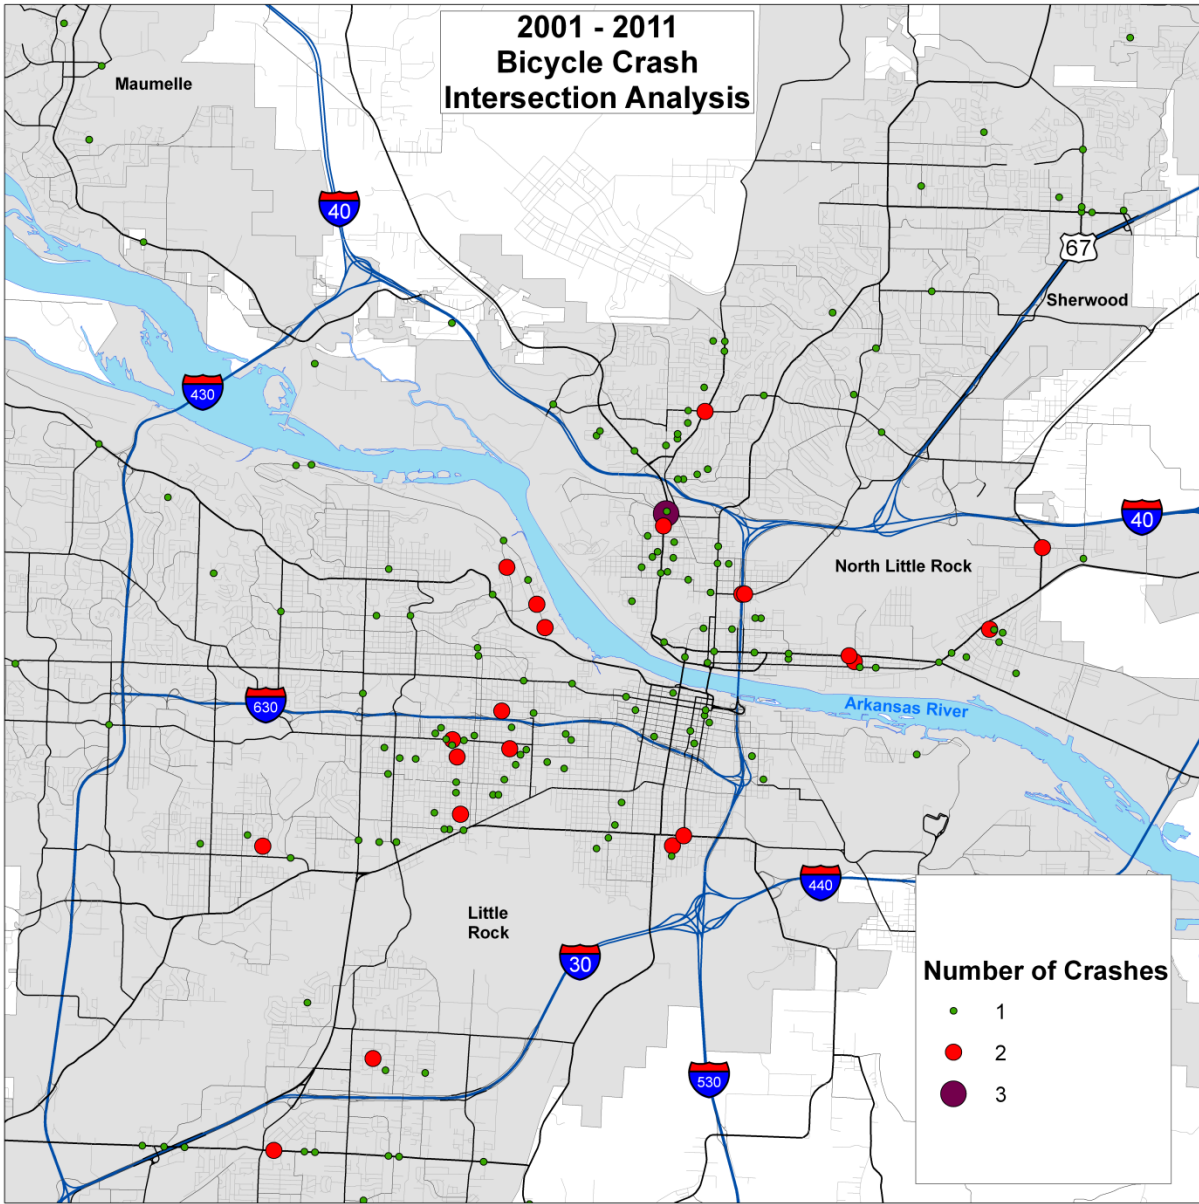 2001 - 2011
Bicycle Crash
Intersection Analysis
Maumelle
40
67
Sherwood
430
40
North Little Rock
630
Arkansas River
440
Little
Rock
30
530
Number of Crashes
1
2
3